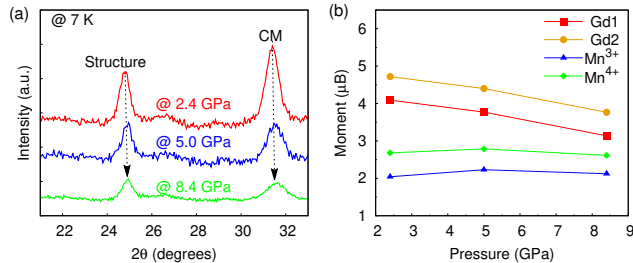 (a)
@ 7 K
CM
Structure
@ 2.4 GPa
@ 5.0 GPa
@ 8.4 GPa
Intensity (a.u.)
22 24 26 28 30 32
2θ (degrees)
(b)
Gd1
Gd2
Mn3+
Mn4+
Moment (μB)
6
5
4
3
2
1
2 3 4 5 6 7 8 9
Pressure (GPa)